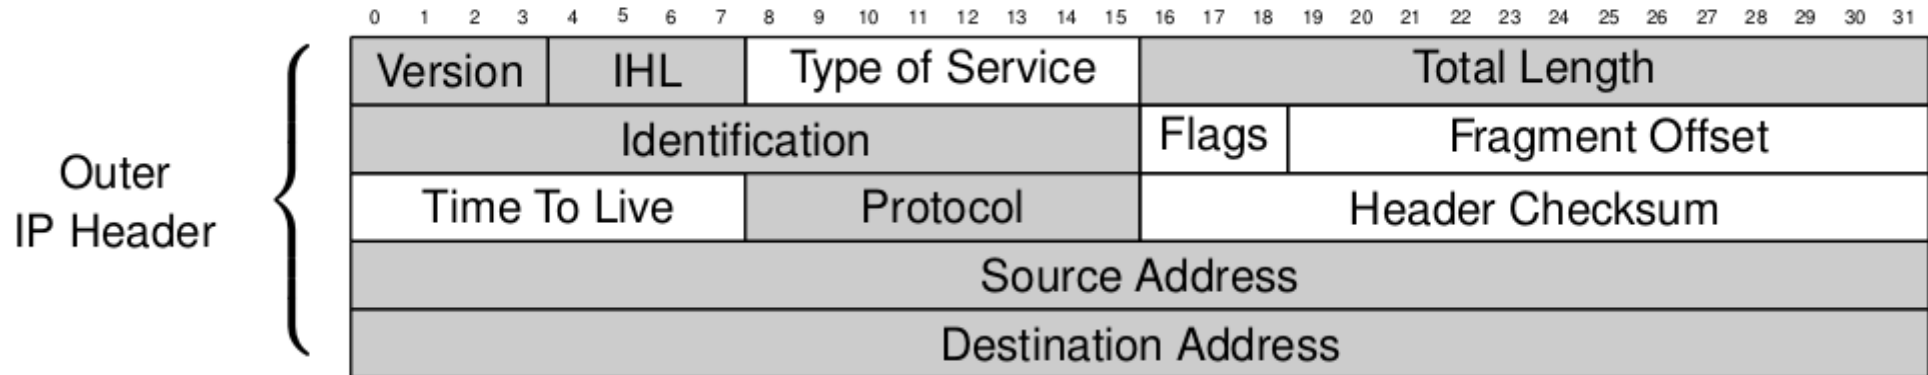 0 1 2 3 4 5 6 7 8 9 10 11 12 13 14 15 16 17 18 19 20 21 22 23 24 25 26 27 28 29 30 31
Version IHL Type of Service Total Length
Identification Flags Fragment Offset
Outer
IP Header
Time To Live Protocol Header Checksum
Source Address
Destination Address